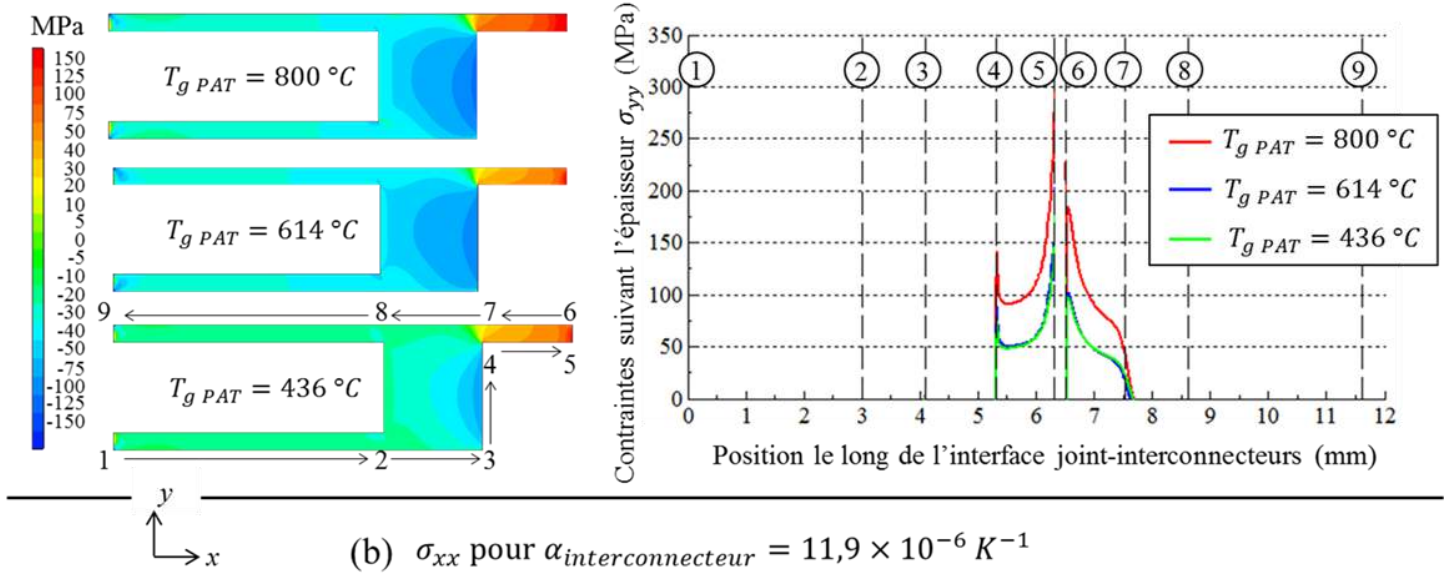 MPa
150
125
100
75
50
40
30
20
10
5
0
-5
-10
-20
-30
-40
-50
-75
-100
-125
-150
T_g PAT = 800 °C
T_g PAT = 614 °C
9 8 7 6
4 5
T_g PAT = 436 °C
1 2 3
Contraintes suivant l'épaisseur σ_yy (MPa)
350
300
250
200
150
100
50
0
1 2 3 4 5 6 7 8 9
T_g PAT = 800 °C
T_g PAT = 614 °C
T_g PAT = 436 °C
0 1 2 3 4 5 6 7 8 9 10 11 12
Position le long de l'interface joint-interconnecteurs (mm)
y
x
(b) σ_xx pour α_interconnecteur = 11,9 × 10⁻⁶ K⁻¹